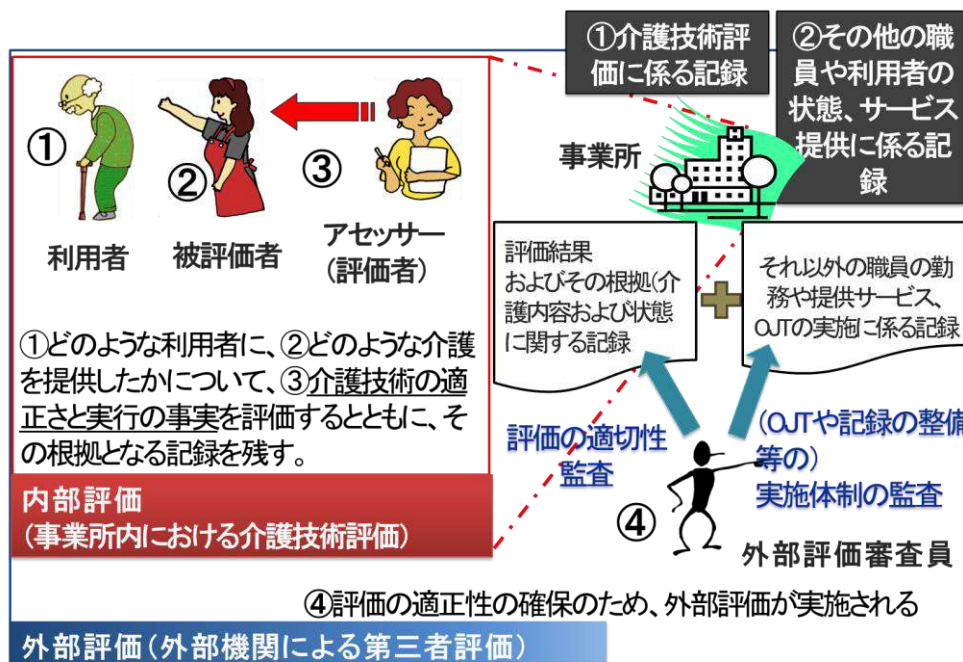 ①介護技術評
価に係る記録
②その他の職
員や利用者の
状態、サービス
提供に係る記
録
①
②
③
利用者
被評価者
アセッサー
(評価者)
事業所
①どのような利用者に、②どのような介護
を提供したかについて、③介護技術の適
正さと実行の事実を評価するとともに、そ
の根拠となる記録を残す。
内部評価
(事業所内における介護技術評価)
評価結果
およびその根拠(介
護内容および状態
に関する記録
それ以外の職員の勤
務や提供サービス、
OJTの実施に係る記録
評価の適切性
監査
(OJTや記録の整備
等の)
実施体制の監査
④
外部評価審査員
④評価の適正性の確保のため、外部評価が実施される
外部評価(外部機関による第三者評価)